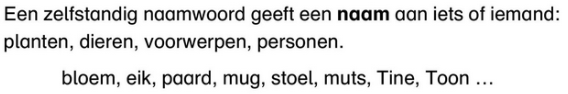 Een zelfstandig naamwoord geeft een naam aan iets of iemand:
planten, dieren, voorwerpen, personen.
bloem, eik, paard, mug, stoel, muts, Tine, Toon ...